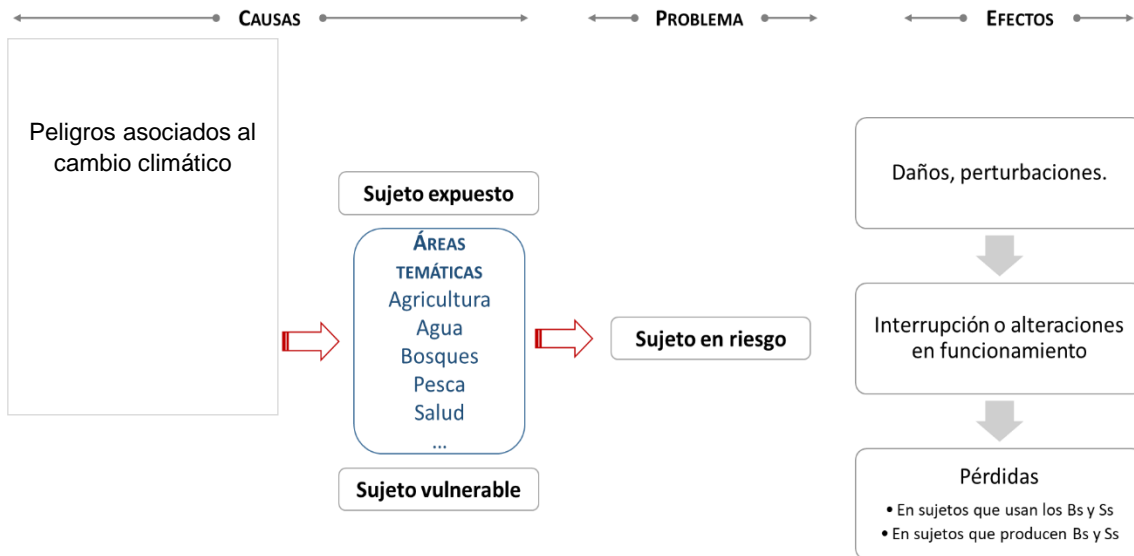 CAUSAS
PROBLEMA
EFECTOS
Peligros asociados al
cambio climático
Sujeto expuesto
ÁREAS
TEMÁTICAS
Agricultura
Agua
Bosques
Pesca
Salud
...
Sujeto vulnerable
Sujeto en riesgo
Daños, perturbaciones.
Interrupción o alteraciones
en funcionamiento
Pérdidas
• En sujetos que usan los Bs y Ss
• En sujetos que producen Bs y Ss